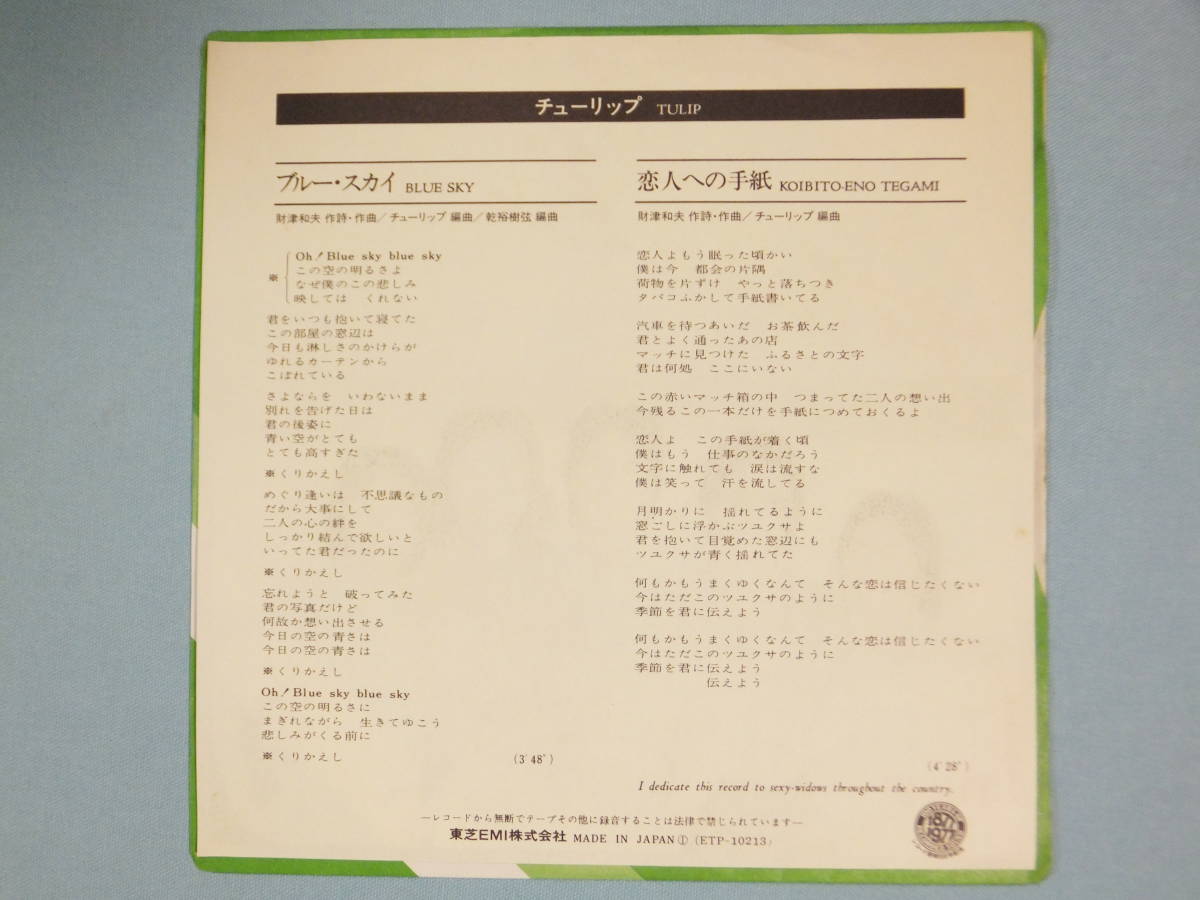 チューリップ TULIP
ブルー・スカイ BLUE SKY
財津和夫 作詩・作曲／チューリップ 編曲／乾裕樹弦 編曲
Oh！Blue sky blue sky
※ この空の明るさよ
なぜ僕のこの悲しみ
映しては くれない
君をいつも抱いて寝てた
この部屋の窓辺は
今日も淋しさのかけらが
ゆれるカーテンから
こぼれている
さよならを いわないまま
別れを告げた日は
君の後姿に
青い空がとても
とても高すぎた
※くりかえし
めぐり逢いは 不思議なもの
だから大事にして
二人の心の絆を
しっかり結んで欲しいと
いってた君だったのに
※くりかえし
忘れようと 破ってみた
君の写真だけど
何故か想い出させる
今日の空の青さは
今日の空の青さは
※くりかえし
Oh！Blue sky blue sky
この空の明るさに
まぎれながら 生きてゆこう
悲しみがくる前に
※くりかえし
(3′48″)
恋人への手紙 KOIBITO-ENO TEGAMI
財津和夫 作詩・作曲／チューリップ 編曲
恋人よもう眠った頃かい
僕は今 都会の片隅
荷物を片ずけ やっと落ちつき
タバコふかして手紙書いてる
汽車を待つあいだ お茶飲んだ
君とよく通ったあの店
マッチに見つけた ふるさとの文字
君は何処 ここにいない
この赤いマッチ箱の中 つまってた二人の想い出
今残るこの一本だけを手紙につめておくるよ
恋人よ この手紙が着く頃
僕はもう 仕事のなかだろう
文字に触れても 涙は流すな
僕は笑って 汗を流してる
月明かりに 揺れてるように
窓ごしに浮かぶツユクサよ
君を抱いて目覚めた窓辺にも
ツユクサが青く揺れてた
何もかもうまくゆくなんて そんな恋は信じたくない
今はただこのツユクサのように
季節を君に伝えよう
何もかもうまくゆくなんて そんな恋は信じたくない
今はただこのツユクサのように
季節を君に伝えよう
伝えよう
(4′28″)
I dedicate this record to sexy-widows throughout the country.
―レコードから無断でテープその他に録音することは法律で禁じられています―
東芝EMI株式会社 MADE IN JAPAN Ⓘ (ETP-10213)
1877
1977